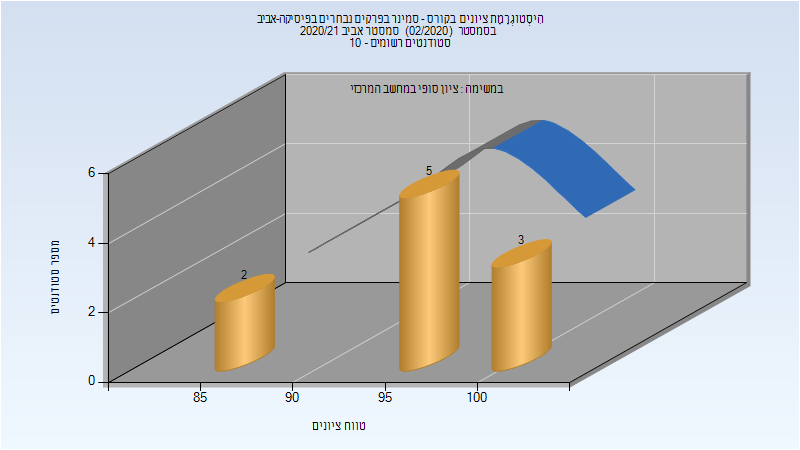 היסטוגרמת ציונים בקורס - סמינר בפרקים נבחרים בפיסיקה-אביב
בסמסטר (02/2020) סמסטר אביב 2020/21
סטודנטים רשומים - 10
במשימה : ציון סופי במחשב המרכזי
מספר סטודנטים
6
4
2
0
2
5
3
85
90
95
100
טווח ציונים